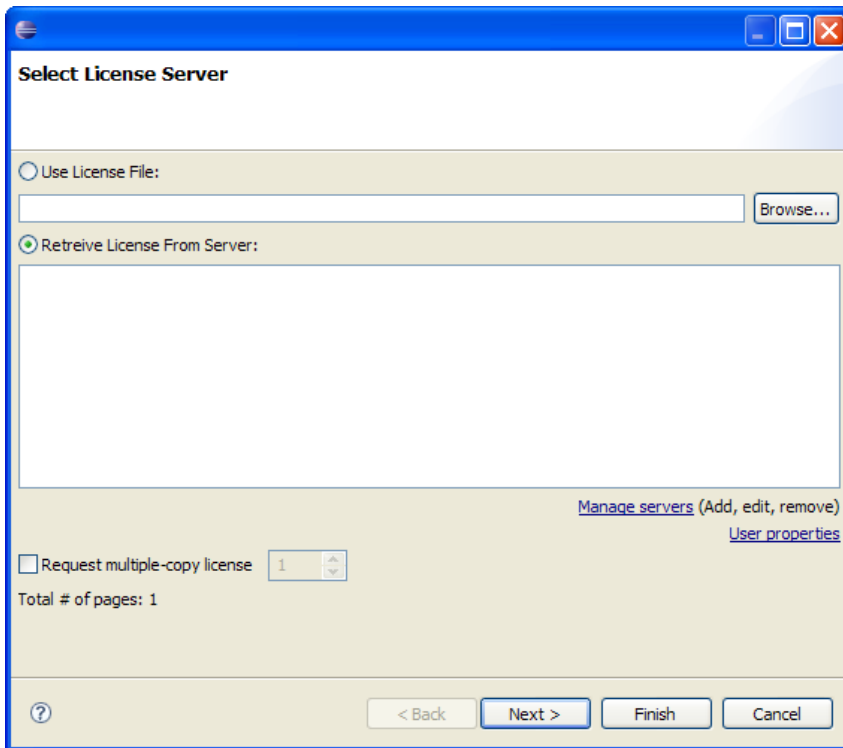 Select License Server
Use License File:
Browse...
Retreive License From Server:
Manage servers (Add, edit, remove)
User properties
Request multiple-copy license 1
Total # of pages: 1
? < Back Next > Finish Cancel